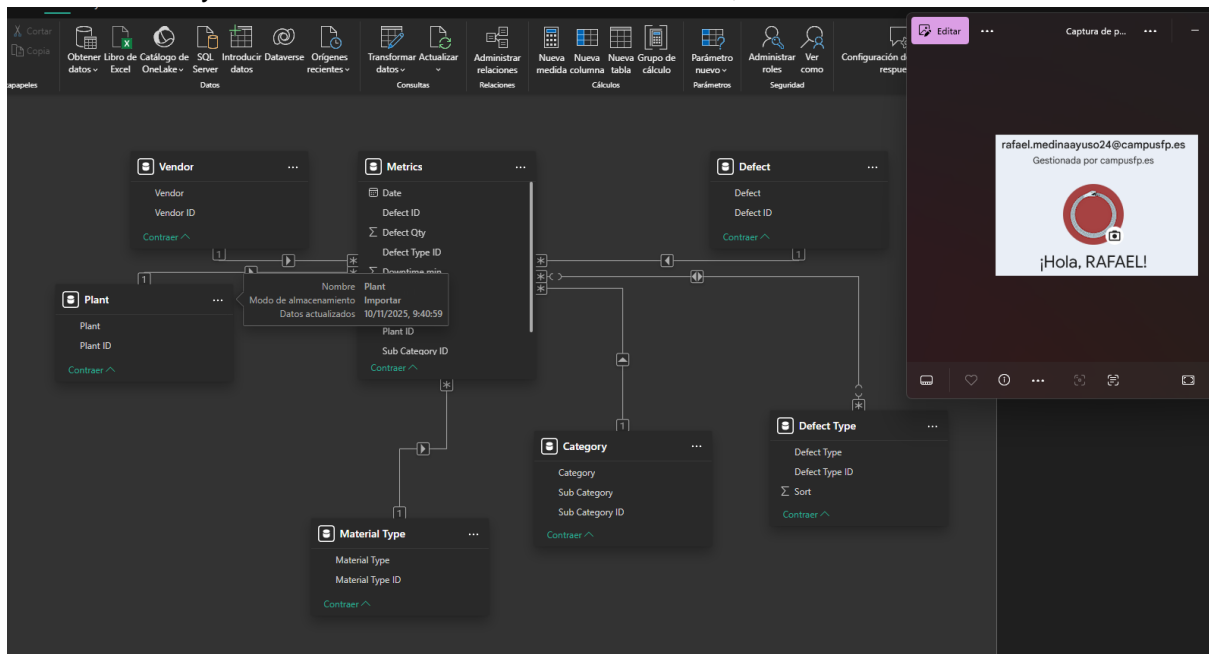 Cortar
Copia
apapeles
Obtener datos
Libro de Excel
Catálogo de OneLake
SQL Server
Introducir datos
Dataverse
Orígenes recientes
Datos
Transformar datos
Actualizar
Consultas
Administrar relaciones
Relaciones
Nueva medida
Nueva columna
Nueva tabla
Grupo de cálculo
Cálculos
Parámetro nuevo
Parámetros
Administrar roles
Ver como
Seguridad
Configuración d
respue
Editar
Captura de p...
rafael.medinaayuso24@campusfp.es
Gestionada por campusfp.es
¡Hola, RAFAEL!
Vendor
Vendor
Vendor ID
Contraer
Metrics
Date
Defect ID
Defect Qty
Defect Type ID
Downtime min
Plant ID
Sub Category ID
Contraer
Defect
Defect
Defect ID
Contraer
Plant
Plant
Plant ID
Contraer
Nombre Plant
Modo de almacenamiento Importar
Datos actualizados 10/11/2025, 9:40:59
1
1
1
1
1
Category
Category
Sub Category
Sub Category ID
Contraer
Defect Type
Defect Type
Defect Type ID
Sort
Contraer
Material Type
Material Type
Material Type ID
Contraer